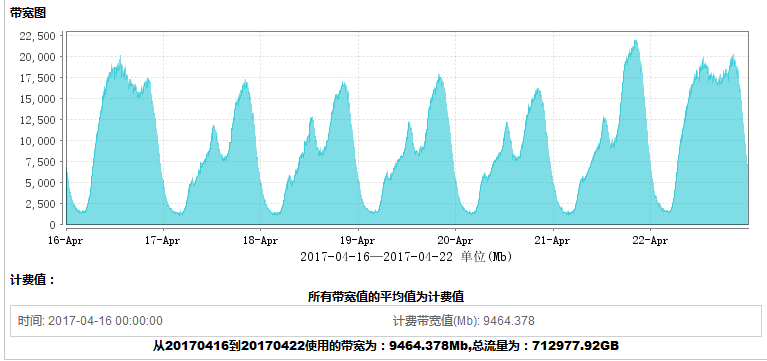 带宽图
22,500
20,000
17,500
15,000
12,500
10,000
7,500
5,000
2,500
0
16-Apr 17-Apr 18-Apr 19-Apr 20-Apr 21-Apr 22-Apr
2017-04-16—2017-04-22 单位(Mb)
计费值：
所有带宽值的平均值为计费值
时间: 2017-04-16 00:00:00 计费带宽值(Mb): 9464.378
从20170416到20170422使用的带宽为：9464.378Mb,总流量为：712977.92GB